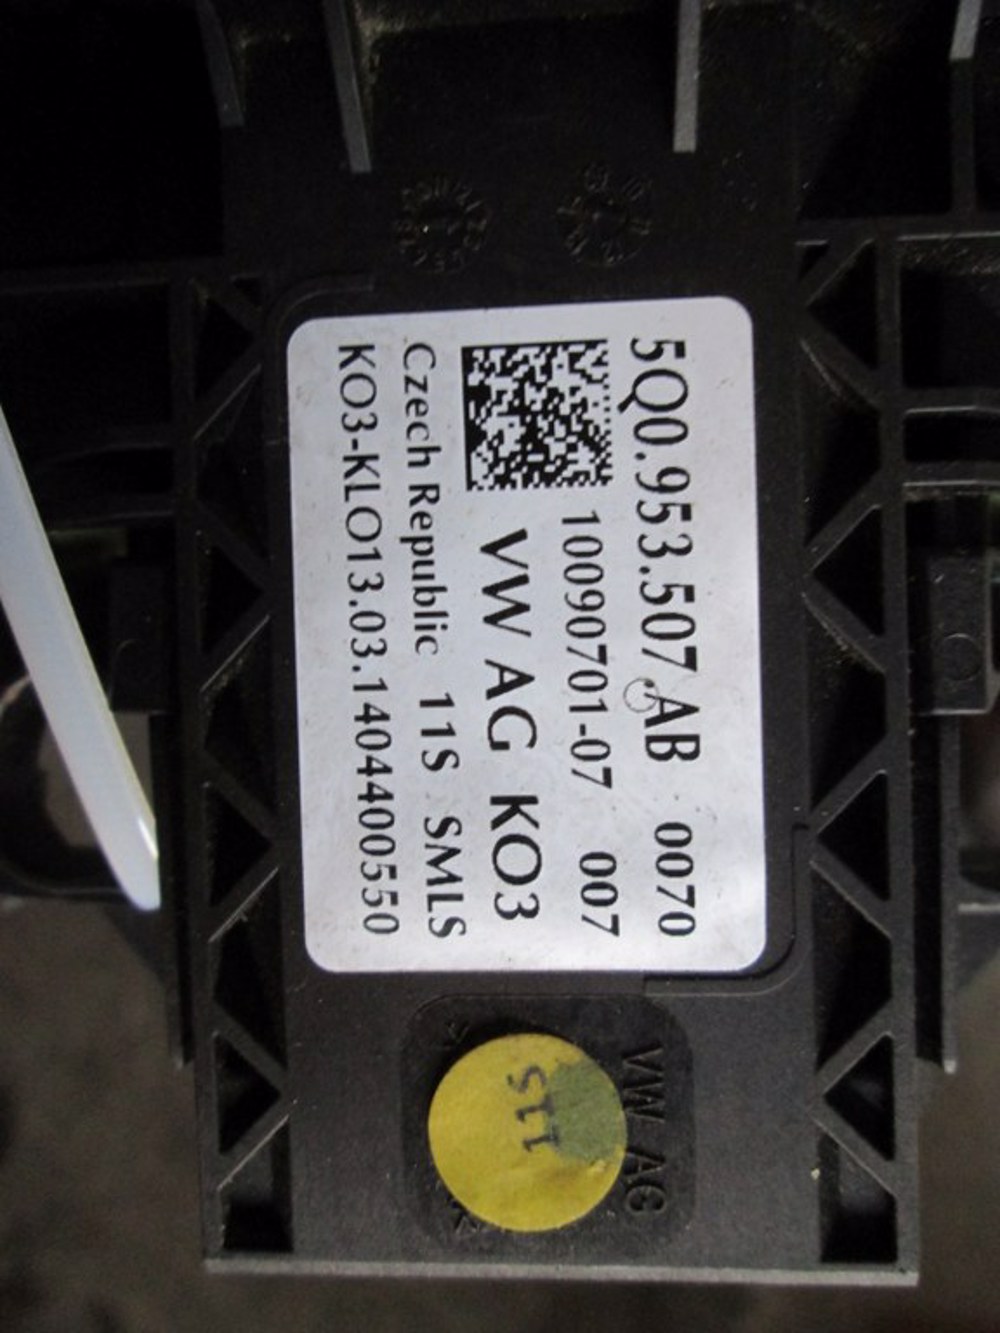 5Q0.953.507 AB 0070
10090701-07 007
VW AG KO3
Czech Republic 11S SMLS
KO3-KLO13.03.1404400550
VW AG
11S